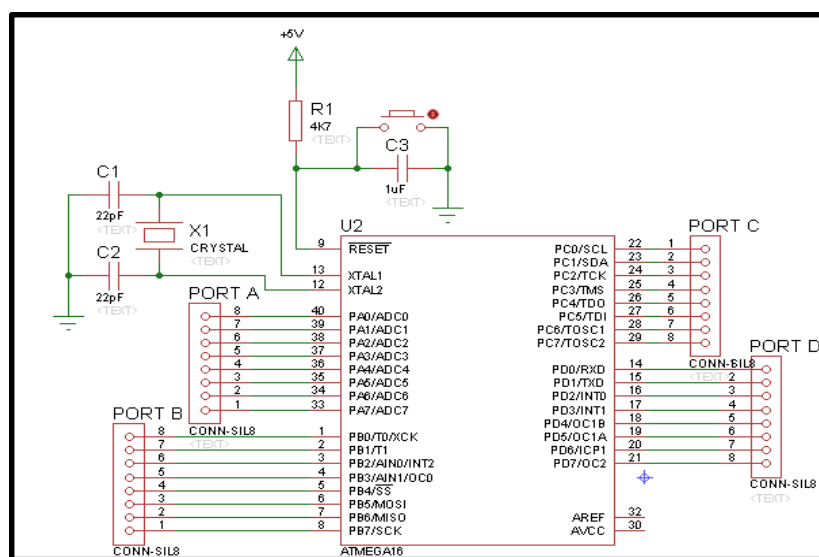 +5V
R1
4K7
<TEXT>
C3
1uF
<TEXT>
C1
22pF
<TEXT>
X1
CRYSTAL
<TEXT>
C2
22pF
<TEXT>
U2
9 RESET
13 XTAL1
12 XTAL2
PORT A
8 40 PA0/ADC0
7 39 PA1/ADC1
6 38 PA2/ADC2
5 37 PA3/ADC3
4 36 PA4/ADC4
3 35 PA5/ADC5
2 34 PA6/ADC6
1 33 PA7/ADC7
CONN-SIL8
<TEXT>
PORT B
8 1 PB0/T0/XCK
7 2 PB1/T1
6 3 PB2/AIN0/INT2
5 4 PB3/AIN1/OC0
4 5 PB4/SS
3 6 PB5/MOSI
2 7 PB6/MISO
1 8 PB7/SCK
CONN-SIL8
ATMEGA16
PORT C
PC0/SCL 22 1
PC1/SDA 23 2
PC2/TCK 24 3
PC3/TMS 25 4
PC4/TDO 26 5
PC5/TDI 27 6
PC6/TOSC1 28 7
PC7/TOSC2 29 8
CONN-SIL8
<TEXT>
PORT D
PD0/RXD 14
PD1/TXD 15 2
PD2/INT0 16 3
PD3/INT1 17 4
PD4/OC1B 18 5
PD5/OC1A 19 6
PD6/ICP1 20 7
PD7/OC2 21 8
CONN-SIL8
<TEXT>
AREF 32
AVCC 30